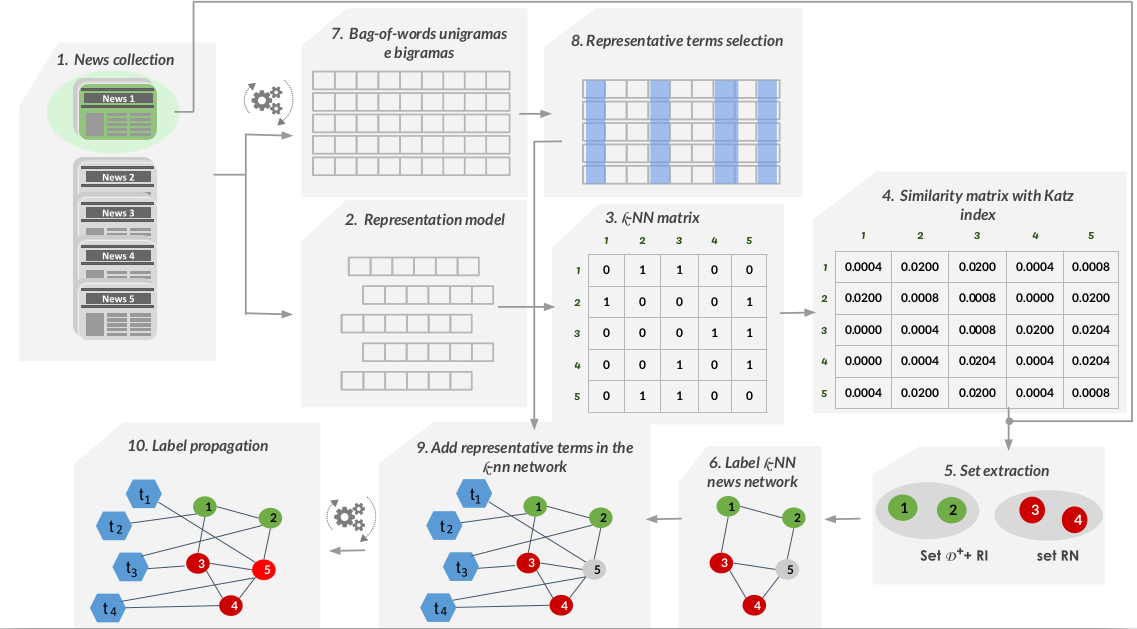 1. News collection
News 1
News 2
News 3
News 4
News 5
7. Bag-of-words unigramas
e bigramas
8. Representative terms selection
2. Representation model
3. k-NN matrix
1 2 3 4 5
1 0 1 1 0 0
2 1 0 0 0 1
3 0 0 0 1 1
4 0 0 1 0 1
5 0 1 1 0 0
4. Similarity matrix with Katz
index
1 2 3 4 5
1 0.0004 0.0200 0.0200 0.0004 0.0008
2 0.0200 0.0008 0.0008 0.0000 0.0200
3 0.0000 0.0004 0.0008 0.0200 0.0204
4 0.0000 0.0004 0.0204 0.0004 0.0204
5 0.0004 0.0200 0.0200 0.0004 0.0008
5. Set extraction
1 2 3 4
Set 𝒟⁺+ RI set RN
6. Label k-NN
news network
1
2
3
5
4
9. Add representative terms in the
k-nn network
t1
1
t2
2
t3
3
5
t4
4
10. Label propagation
t1
1
t2
2
t3
3
5
t4
4